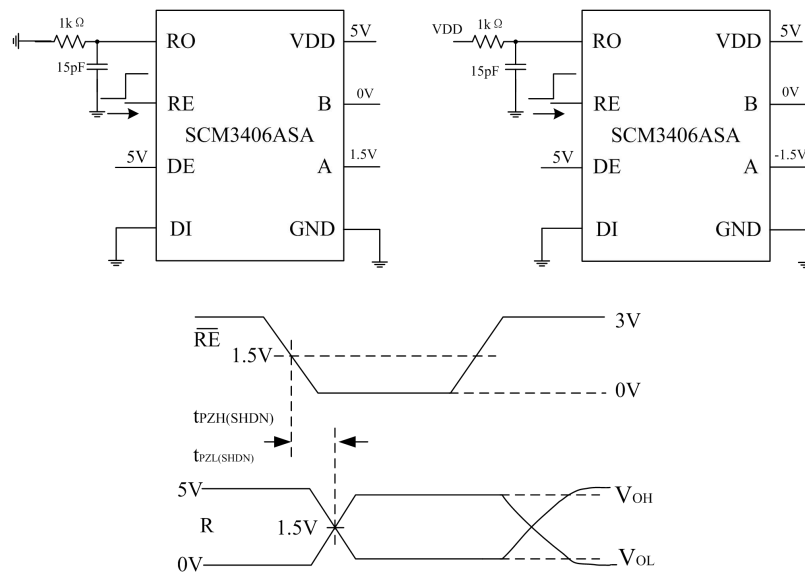 1kΩ
RO
VDD
5V
15pF
RE
B
0V
SCM3406ASA
5V
DE
A
1.5V
DI
GND
VDD
1kΩ
RO
VDD
5V
15pF
RE
B
0V
SCM3406ASA
5V
DE
A
-1.5V
DI
GND
RE
3V
1.5V
0V
tPZH(SHDN)
tPZL(SHDN)
5V
VOH
R
1.5V
0V
VOL